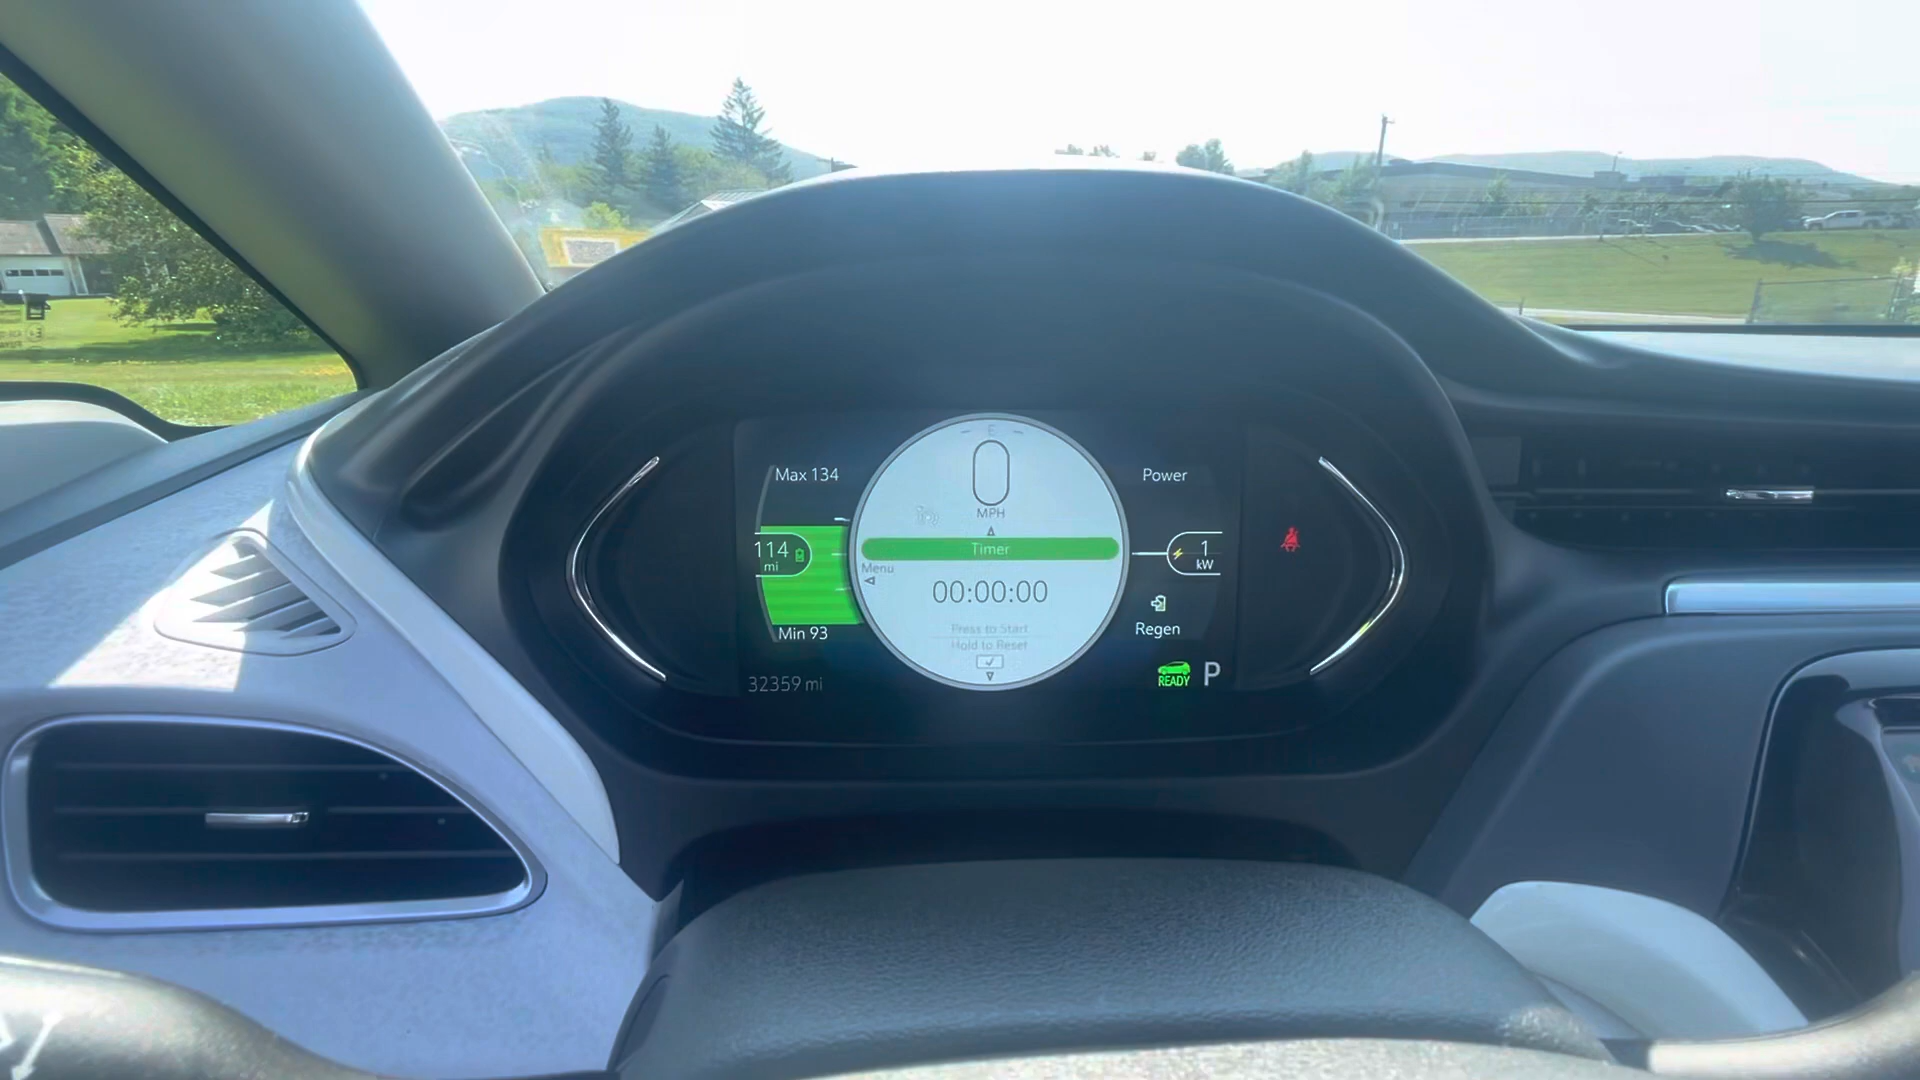 E
0
MPH
Max 134
Power
Timer
114
mi
1
kW
Menu
00:00:00
Press to Start
Hold to Reset
Min 93
Regen
32359 mi
READY
P